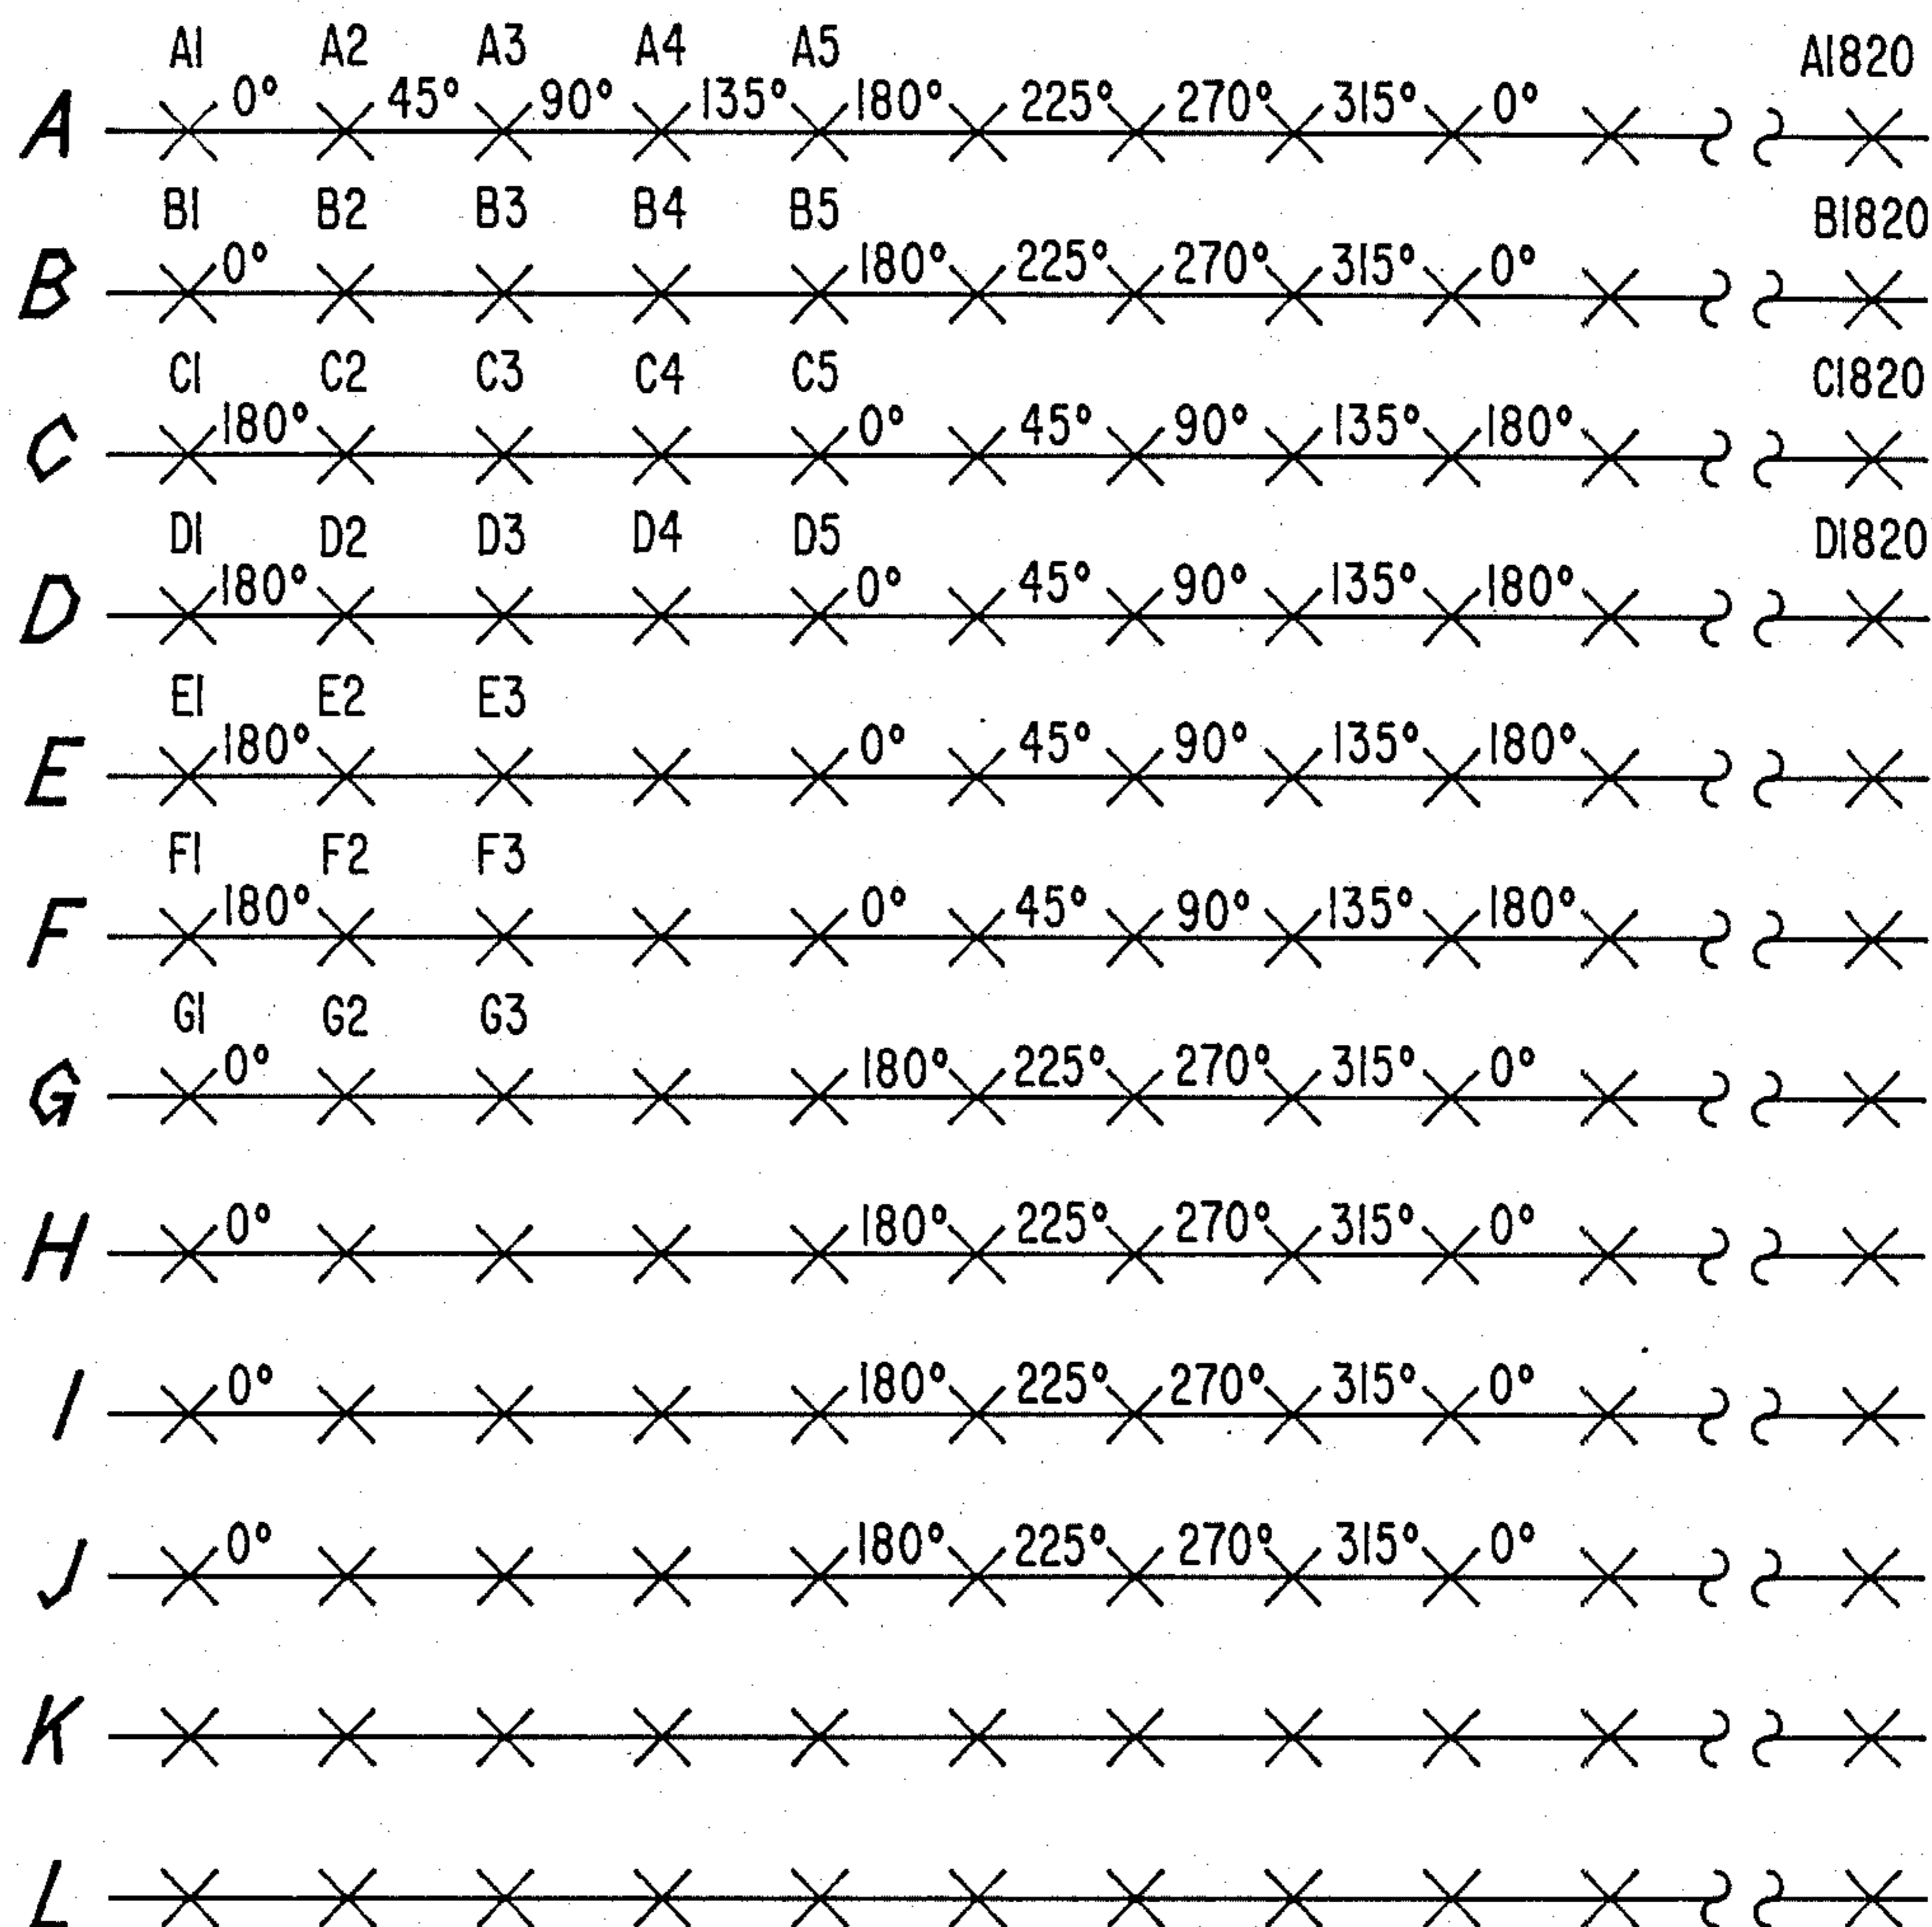 A1 A2 A3 A4 A5 A1820
A 0° 45° 90° 135° 180° 225° 270° 315° 0°
B1 B2 B3 B4 B5 B1820
B 0° 180° 225° 270° 315° 0°
C1 C2 C3 C4 C5 C1820
C 180° 0° 45° 90° 135° 180°
D1 D2 D3 D4 D5 D1820
D 180° 0° 45° 90° 135° 180°
E1 E2 E3
E 180° 0° 45° 90° 135° 180°
F1 F2 F3
F 180° 0° 45° 90° 135° 180°
G1 G2 G3
G 0° 180° 225° 270° 315° 0°
H 0° 180° 225° 270° 315° 0°
I 0° 180° 225° 270° 315° 0°
J 0° 180° 225° 270° 315° 0°
K
L